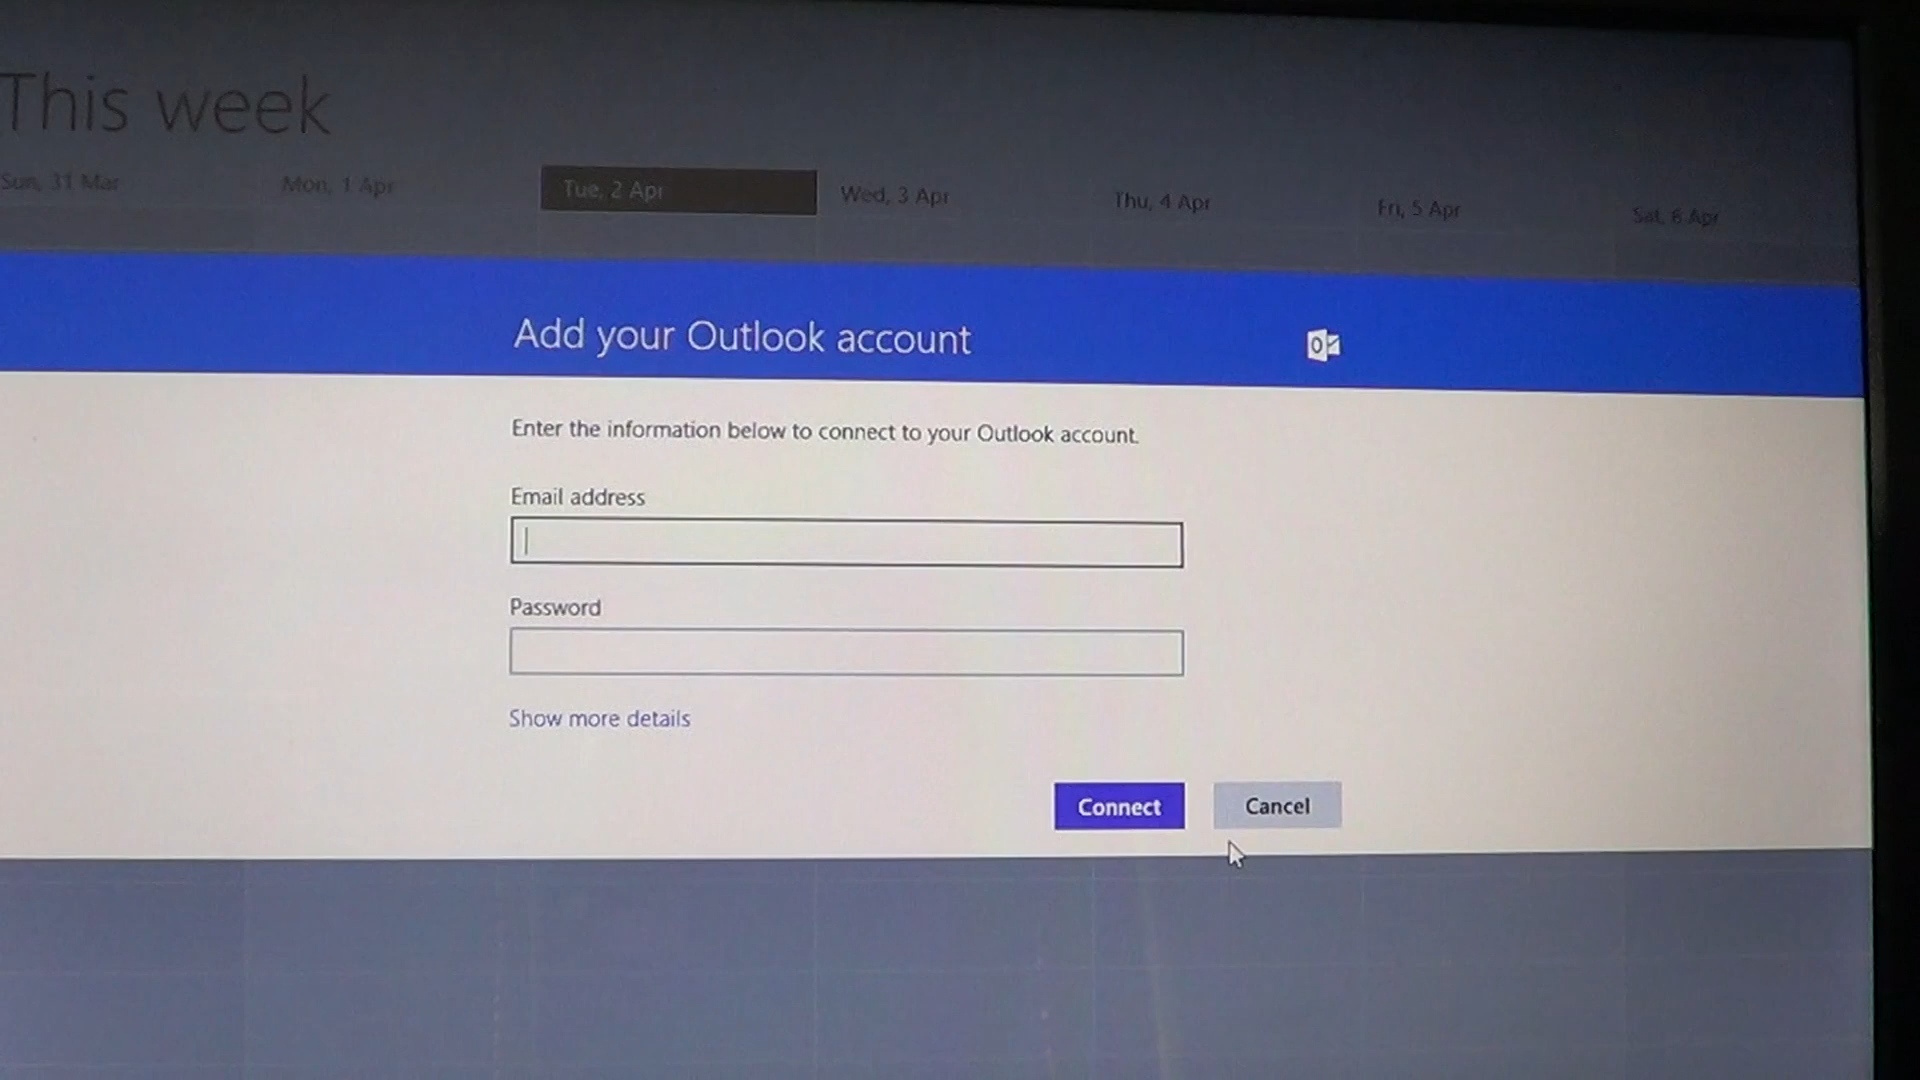 This week
Sun, 31 Mar Mon, 1 Apr Tue, 2 Apr Wed, 3 Apr Thu, 4 Apr Fri, 5 Apr Sat, 6 Apr
Add your Outlook account
Enter the information below to connect to your Outlook account.
Email address
Password
Show more details
Connect Cancel